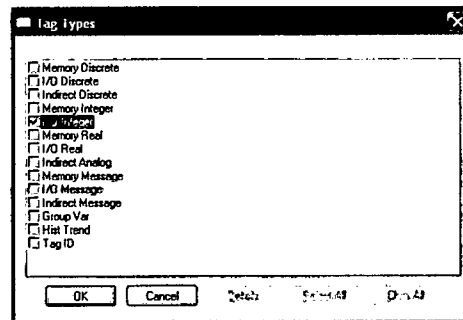 Tag Types
Memory Discrete
I/O Discrete
Indirect Discrete
Memory Integer
I/O Integer
Memory Real
I/O Real
Indirect Analog
Memory Message
I/O Message
Indirect Message
Group Var
Hist Trend
Tag ID
OK Cancel Details Select All Clear All